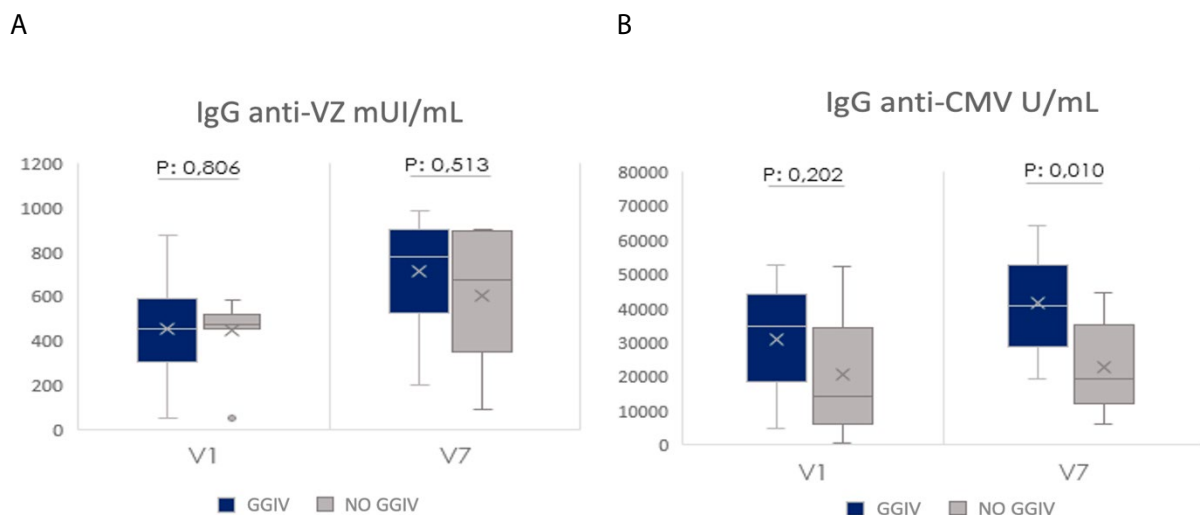 A
B
IgG anti-VZ mUI/mL
IgG anti-CMV U/mL
P: 0,806
P: 0,513
1200
1000
800
600
400
200
0
V1
V7
GGIV
NO GGIV
P: 0,202
P: 0,010
80000
70000
60000
50000
40000
30000
20000
10000
0
V1
V7
GGIV
NO GGIV